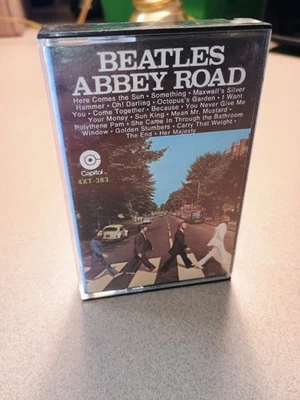 BEATLES
ABBEY ROAD
Here Comes the Sun • Something • Maxwell's Silver
Hammer • Oh! Darling • Octopus's Garden • I Want
You • Come Together • Because • You Never Give Me
Your Money • Sun King • Mean Mr. Mustard •
Polythene Pam • She Came In Through the Bathroom
Window • Golden Slumbers • Carry That Weight •
The End • Her Majesty
Capitol
4XT-383